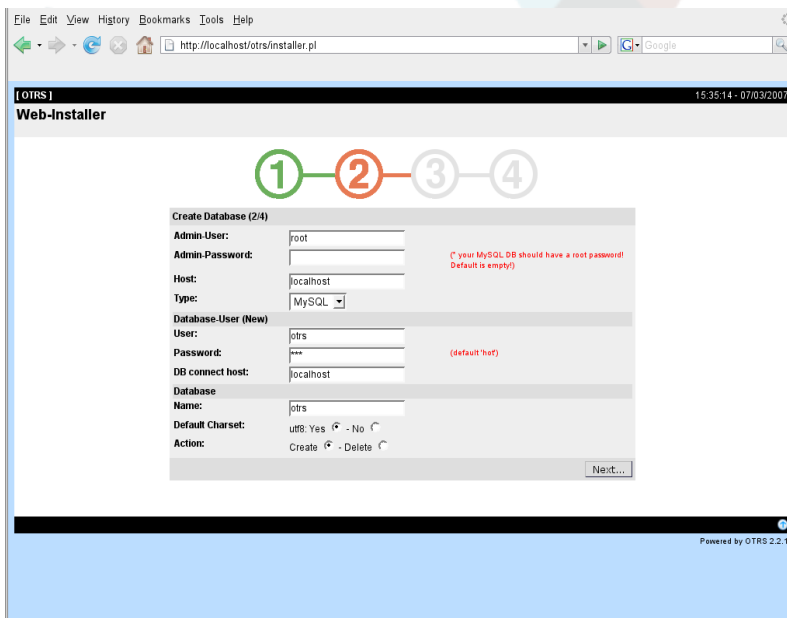 File Edit View History Bookmarks Tools Help
http://localhost/otrs/installer.pl G Google
[ OTRS ] 15:35:14 - 07/03/2007
Web-Installer
1 2 3 4
Create Database (2/4)
Admin-User: root
Admin-Password: (* your MySQL DB should have a root password!
Default is empty!)
Host: localhost
Type: MySQL
Database-User (New)
User: otrs
Password: *** (default 'hot')
DB connect host: localhost
Database
Name: otrs
Default Charset: utf8: Yes - No
Action: Create - Delete
Next...
Powered by OTRS 2.2.1